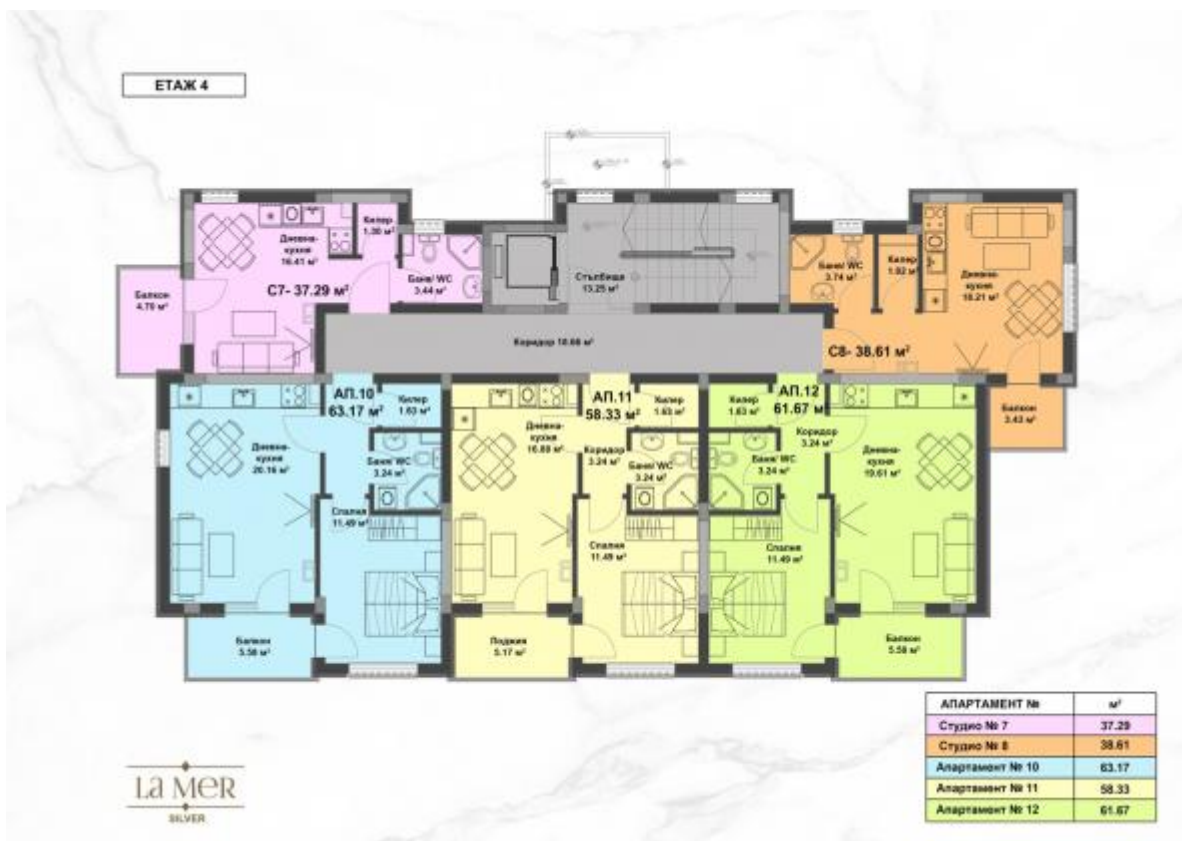 ЕТАЖ 4
Килер
1.30 м²
Дневна-
кухня
16.41 м²
Баня/ WC
3.44 м²
С7- 37.29 м²
Балкон
4.70 м²
Стълбище
13.25 м²
Коридор 18.66 м²
Баня/ WC
3.74 м²
Килер
1.82 м²
Дневна-
кухня
18.21 м²
С8- 38.61 м²
Балкон
3.43 м²
АП.10
63.17 м²
Килер
1.63 м²
Дневна-
кухня
20.16 м²
Баня/ WC
3.24 м²
Спалня
11.49 м²
Балкон
5.58 м²
АП.11
58.33 м²
Килер
1.63 м²
Дневна-
кухня
16.80 м²
Коридор
3.24 м²
Баня/ WC
3.24 м²
Спалня
11.49 м²
Лоджия
5.17 м²
АП.12
61.67 м²
Килер
1.63 м²
Коридор
3.24 м²
Баня/ WC
3.24 м²
Дневна-
кухня
19.61 м²
Спалня
11.49 м²
Балкон
5.58 м²
АПАРТАМЕНТ № м²
Студио № 7 37.29
Студио № 8 38.61
Апартамент № 10 63.17
Апартамент № 11 58.33
Апартамент № 12 61.67
La MeR
SILVER